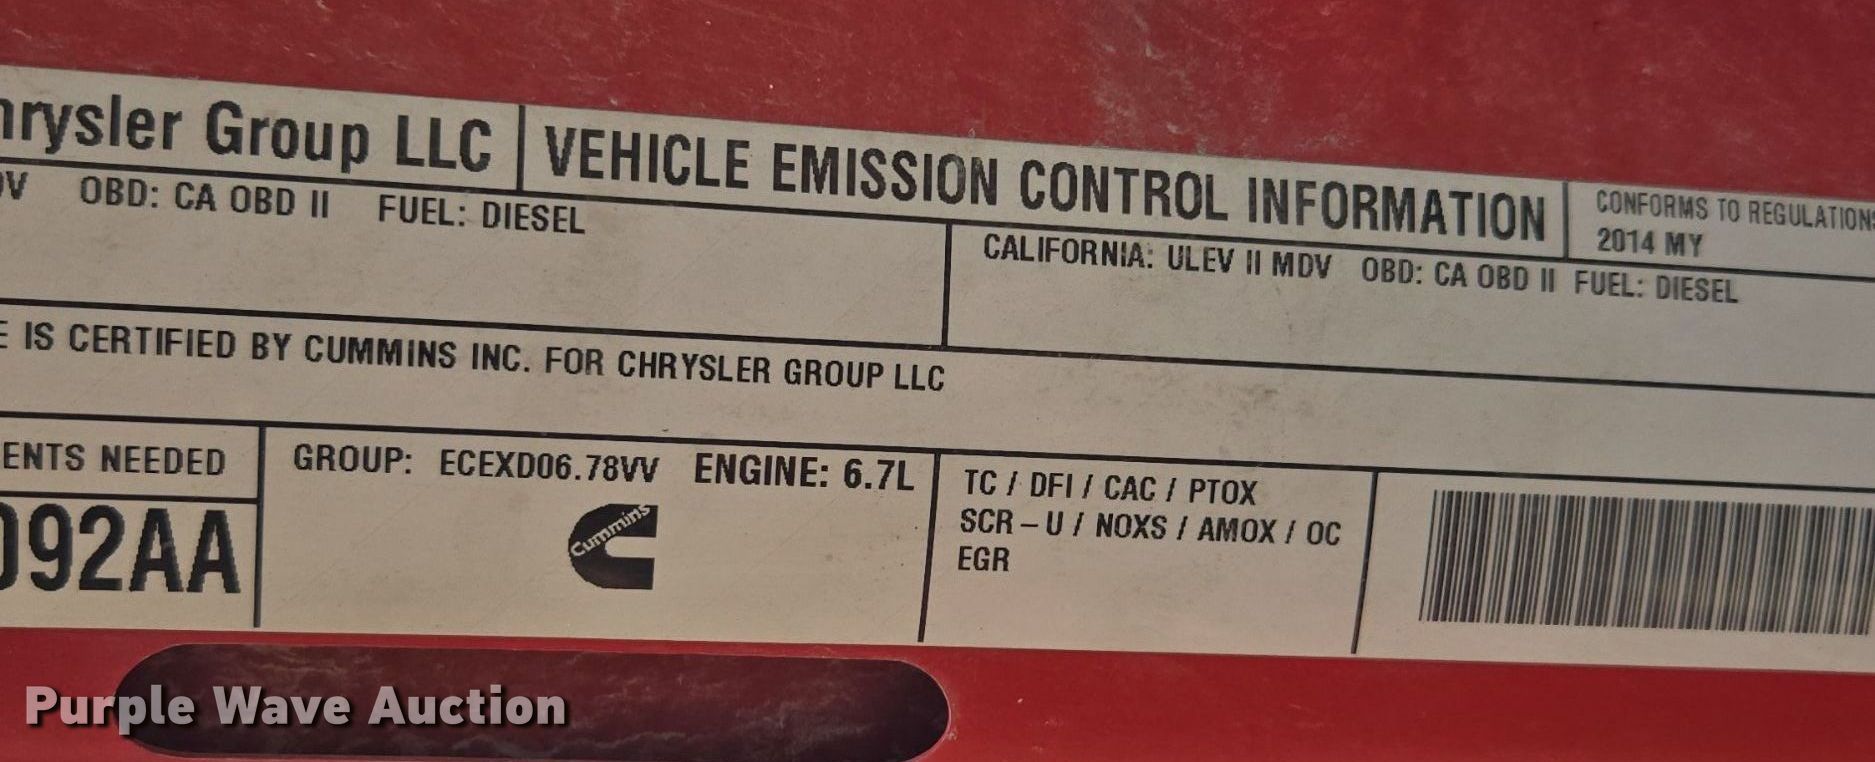 hrysler Group LLC
VEHICLE EMISSION CONTROL INFORMATION
CONFORMS TO REGULATIONS
2014 MY
DV OBD: CA OBD II FUEL: DIESEL
CALIFORNIA: ULEV II MDV OBD: CA OBD II FUEL: DIESEL
E IS CERTIFIED BY CUMMINS INC. FOR CHRYSLER GROUP LLC
ENTS NEEDED
092AA
GROUP: ECEXD06.78VV ENGINE: 6.7L
Cummins
TC / DFI / CAC / PTOX
SCR – U / NOXS / AMOX / OC
EGR
Purple Wave Auction